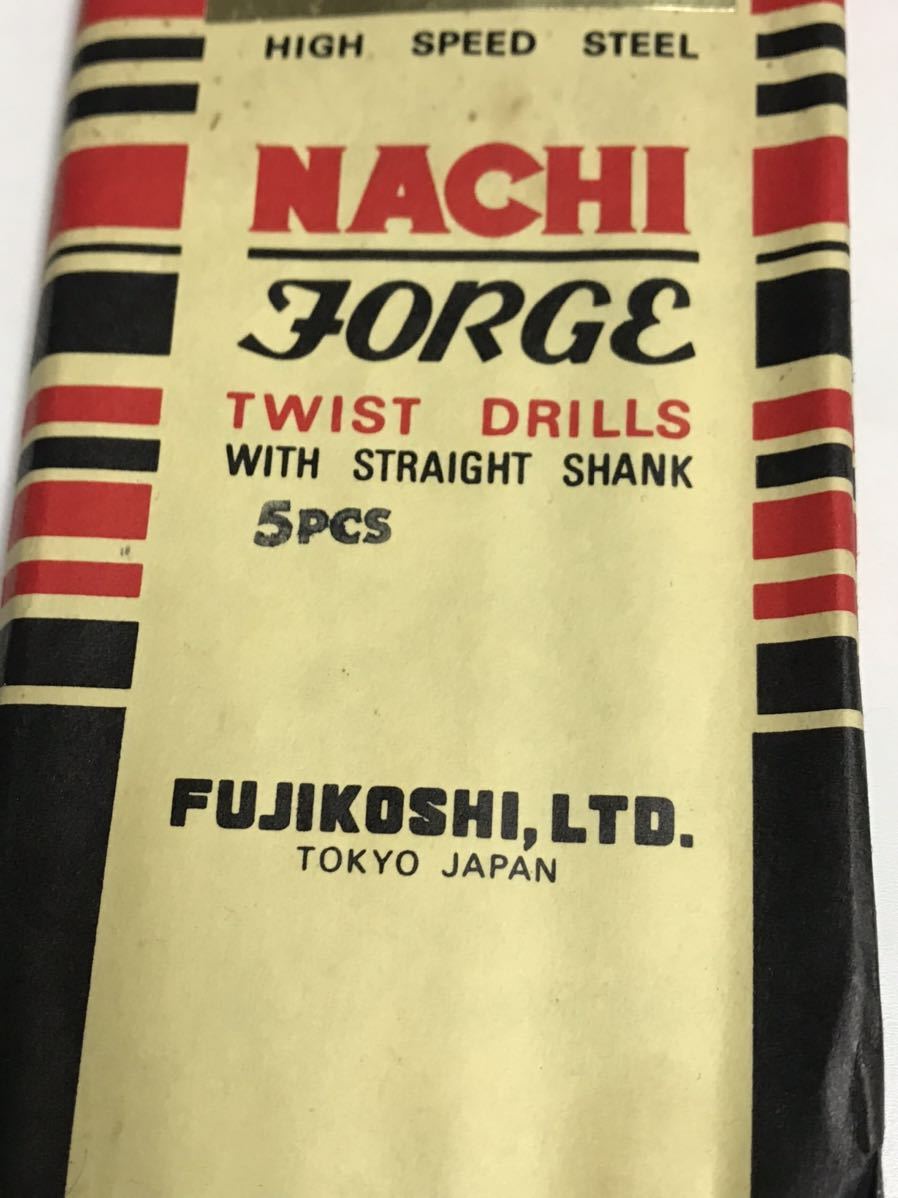 HIGH SPEED STEEL
NACHI
FORGE
TWIST DRILLS
WITH STRAIGHT SHANK
5PCS
FUJIKOSHI, LTD.
TOKYO JAPAN